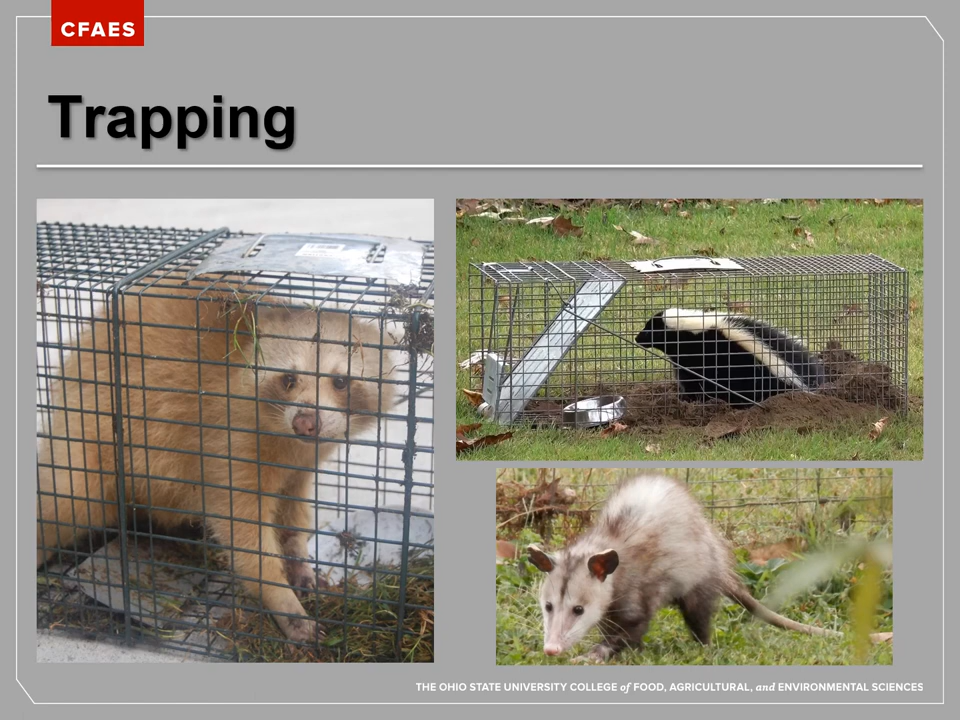 CFAES
Trapping
THE OHIO STATE UNIVERSITY COLLEGE of FOOD, AGRICULTURAL, and ENVIRONMENTAL SCIENCES